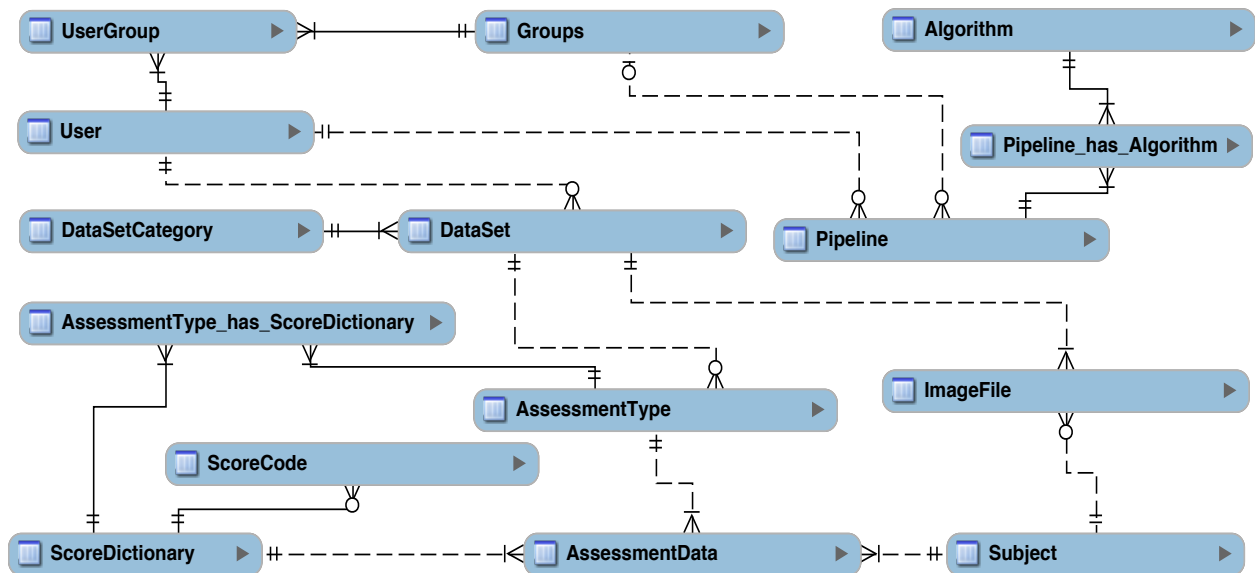 UserGroup
Groups
Algorithm
User
Pipeline_has_Algorithm
DataSetCategory
DataSet
Pipeline
AssessmentType_has_ScoreDictionary
ImageFile
AssessmentType
ScoreCode
ScoreDictionary
AssessmentData
Subject